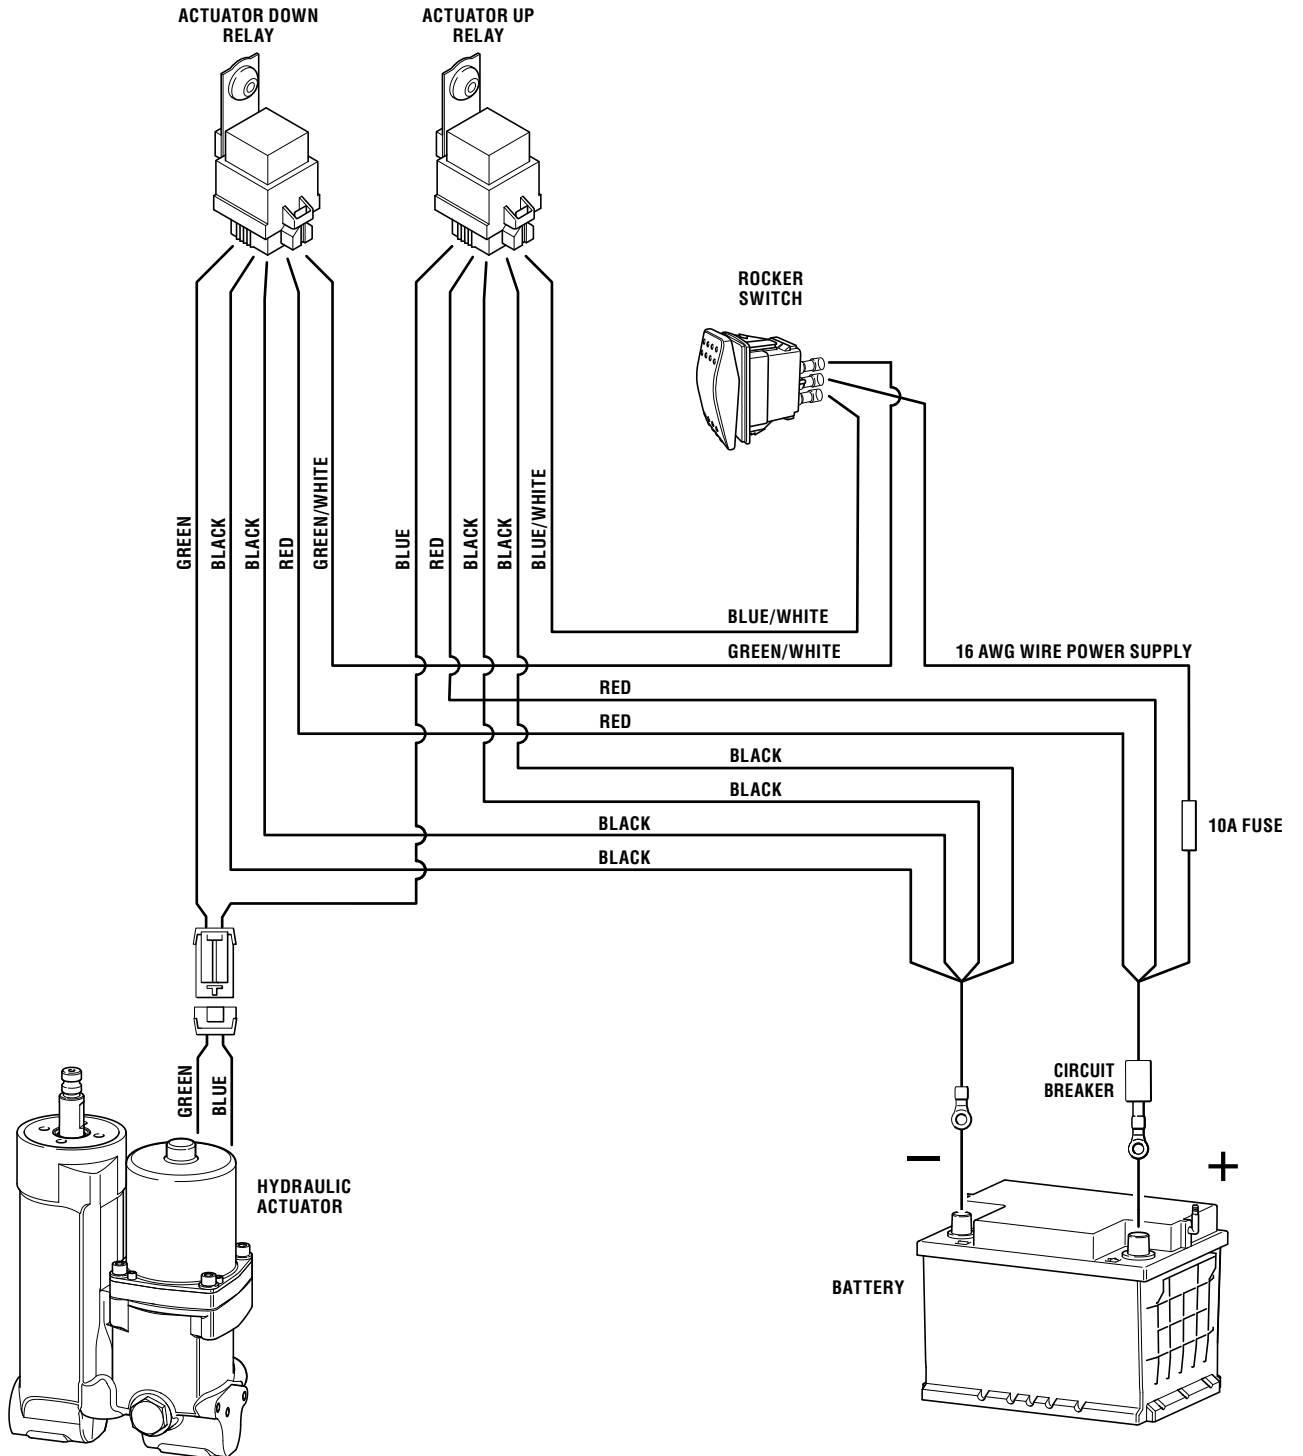 ACTUATOR DOWN
RELAY
ACTUATOR UP
RELAY
ROCKER
SWITCH
GREEN
BLACK
BLACK
RED
GREEN/WHITE
BLUE
RED
BLACK
BLACK
BLUE/WHITE
BLUE/WHITE
GREEN/WHITE
16 AWG WIRE POWER SUPPLY
RED
RED
BLACK
BLACK
BLACK
BLACK
10A FUSE
GREEN
BLUE
CIRCUIT
BREAKER
− +
HYDRAULIC
ACTUATOR
BATTERY